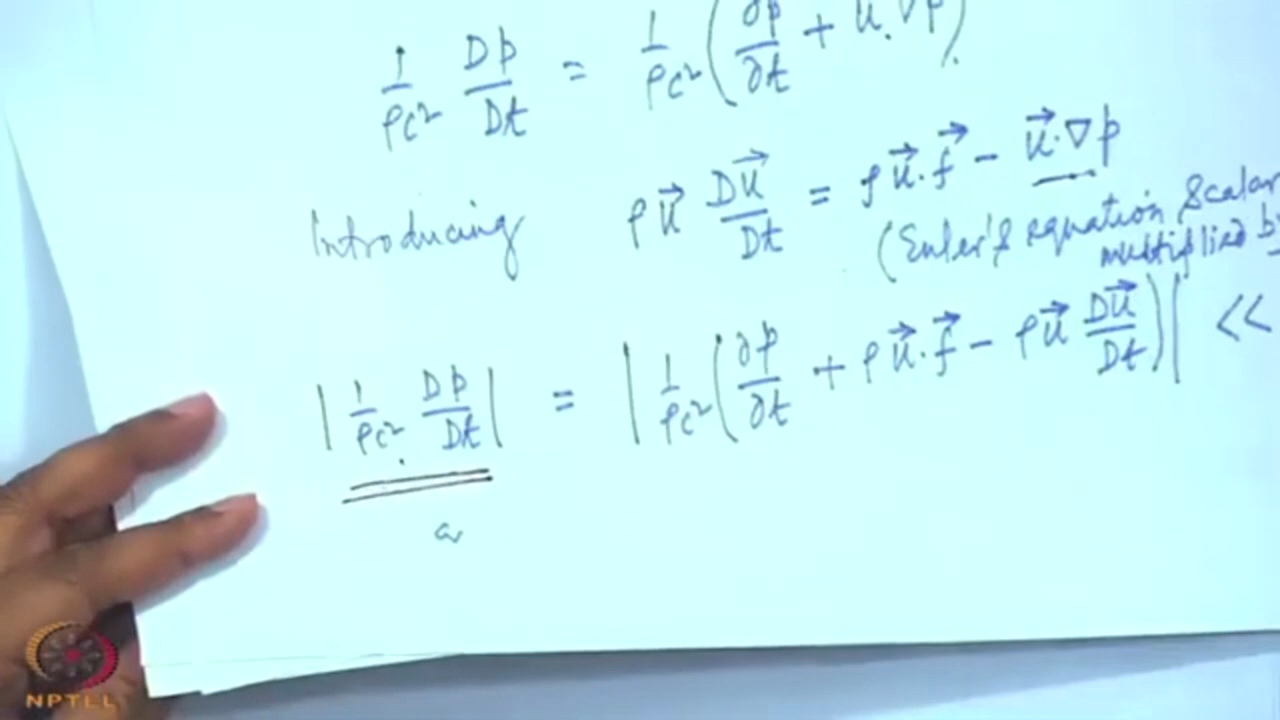 1/ρc² Dp/Dt = 1/ρc² (∂p/∂t + u.∇p)
Introducing ρu⃗ Du⃗/Dt = ρu⃗.f⃗ - u⃗.∇p
(Euler's equation scalar
multiplied by
|1/ρc² Dp/Dt| = |1/ρc² (∂p/∂t + ρu⃗.f⃗ - ρu⃗ Du⃗/Dt)| <<
a
NPTEL